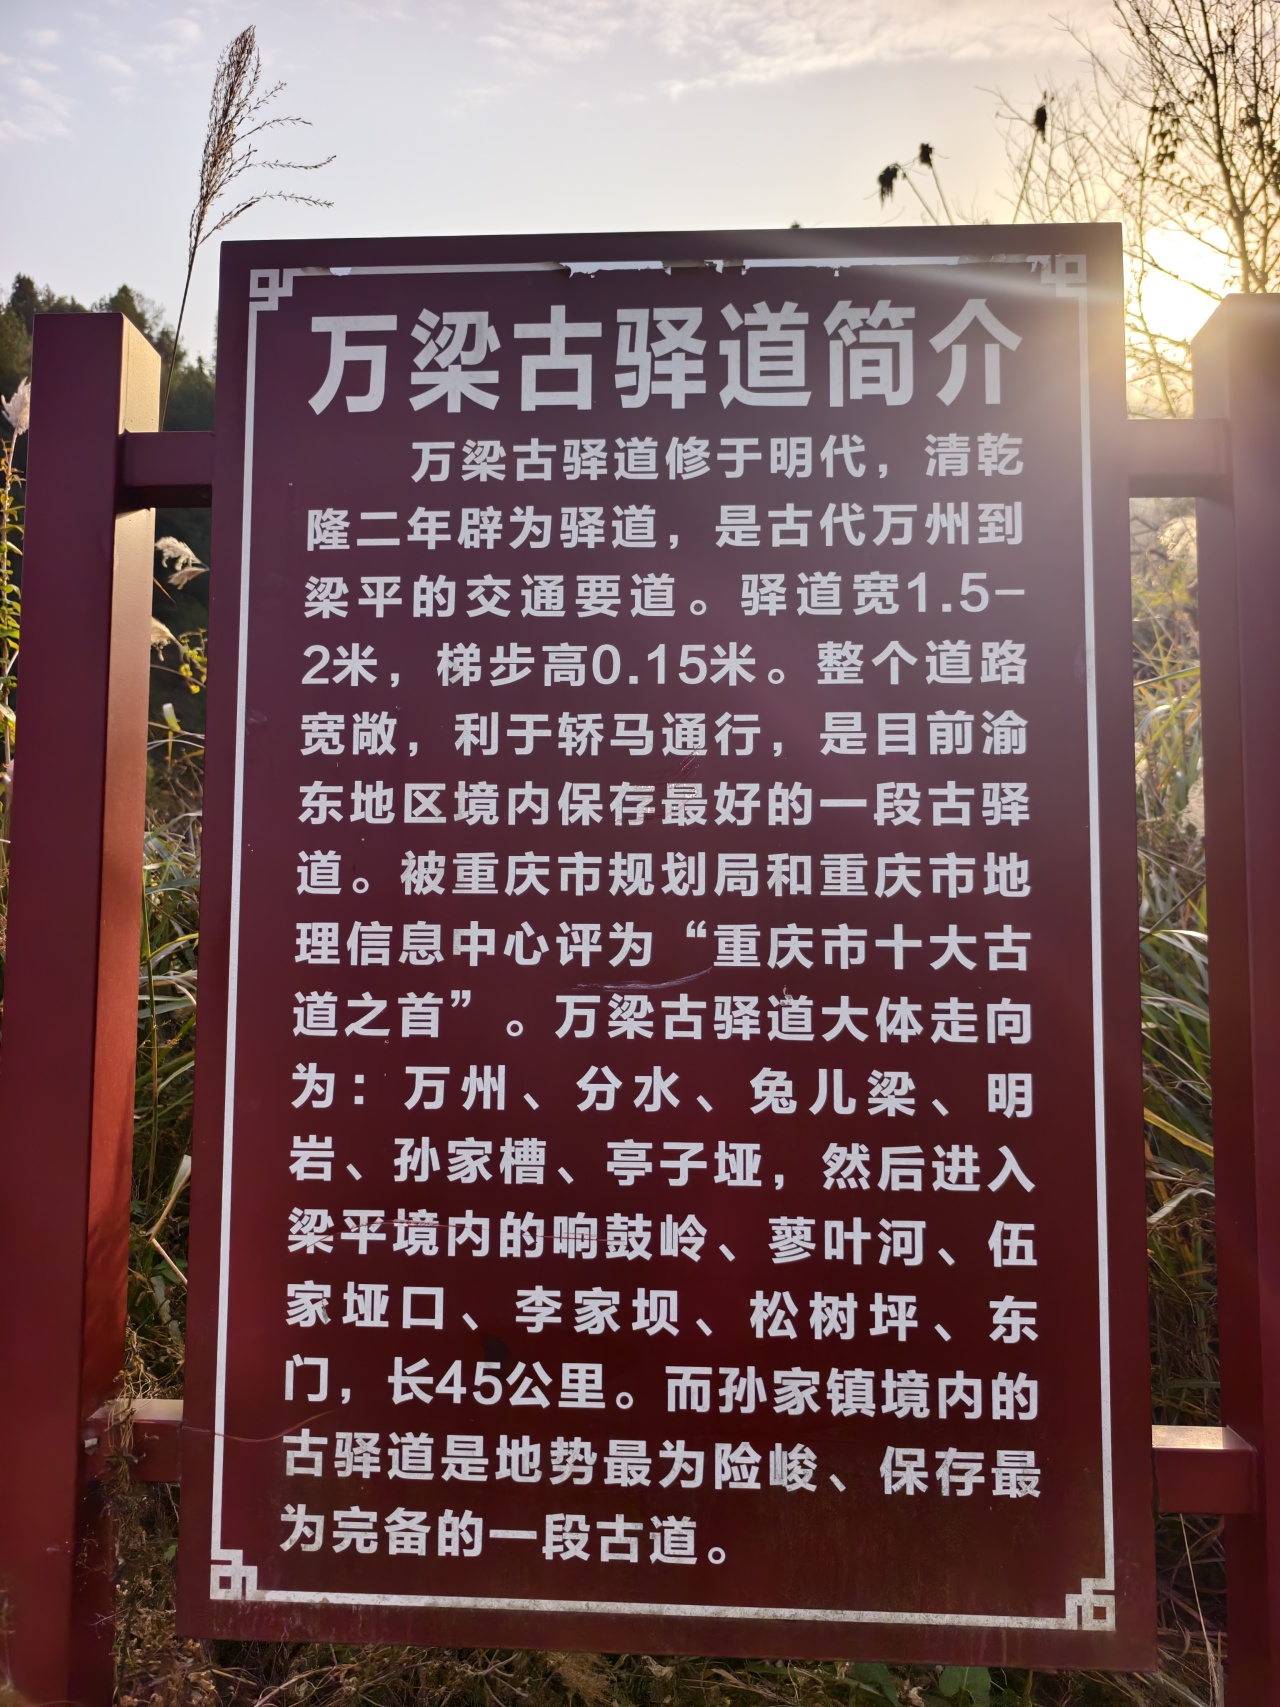 万梁古驿道简介
万梁古驿道修于明代，清乾
隆二年辟为驿道，是古代万州到
梁平的交通要道。驿道宽1.5-
2米，梯步高0.15米。整个道路
宽敞，利于轿马通行，是目前渝
东地区境内保存最好的一段古驿
道。被重庆市规划局和重庆市地
理信息中心评为“重庆市十大古
道之首”。万梁古驿道大体走向
为：万州、分水、兔儿梁、明
岩、孙家槽、亭子垭，然后进入
梁平境内的响鼓岭、蓼叶河、伍
家垭口、李家坝、松树坪、东
门，长45公里。而孙家镇境内的
古驿道是地势最为险峻、保存最
为完备的一段古道。